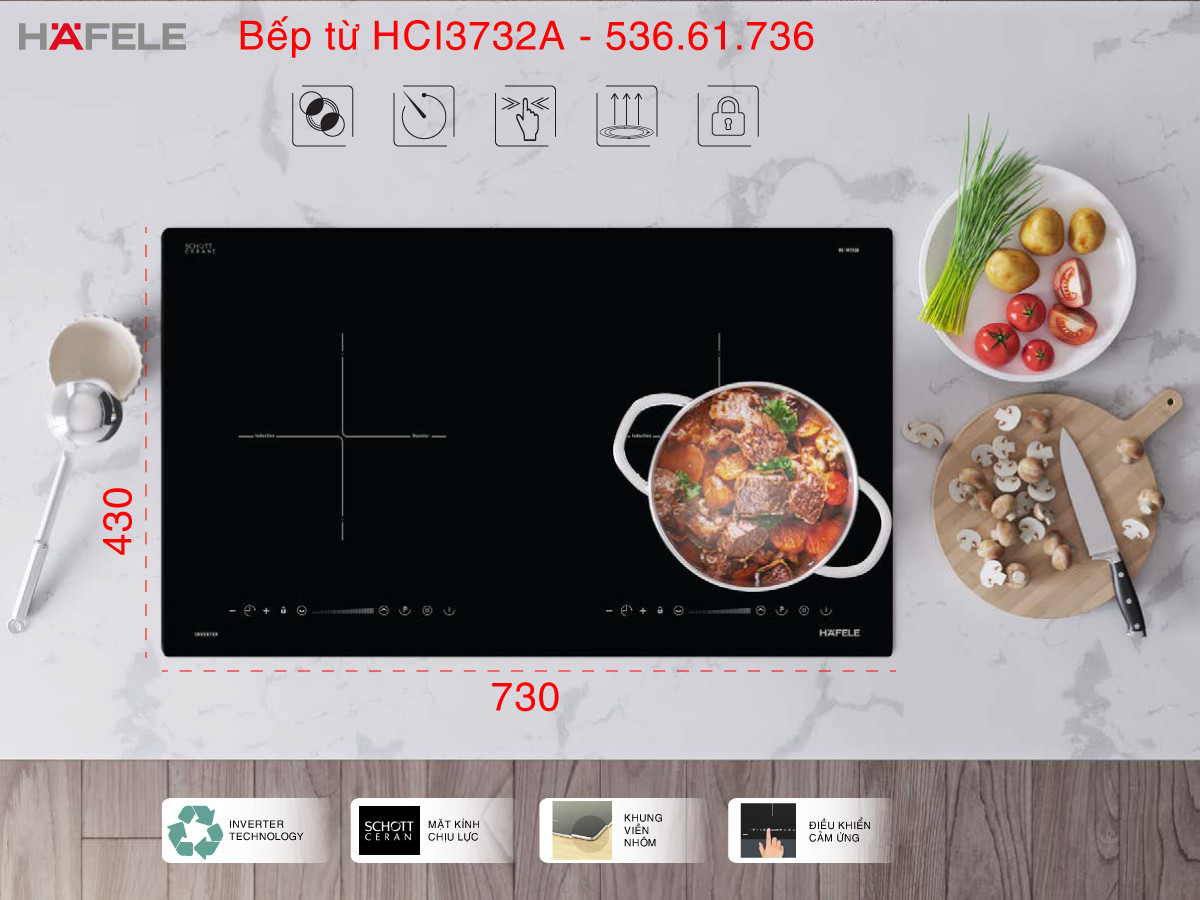 HÄFELE
Bếp từ HCI3732A - 536.61.736
SCHOTT
CERAN
Induction
Booster
Induction
430
INVERTER
HÄFELE
730
INVERTER
TECHNOLOGY
SCHOTT
CERAN
MẶT KÍNH
CHỊU LỰC
KHUNG
VIỀN
NHÔM
ĐIỀU KHIỂN
CẢM ỨNG